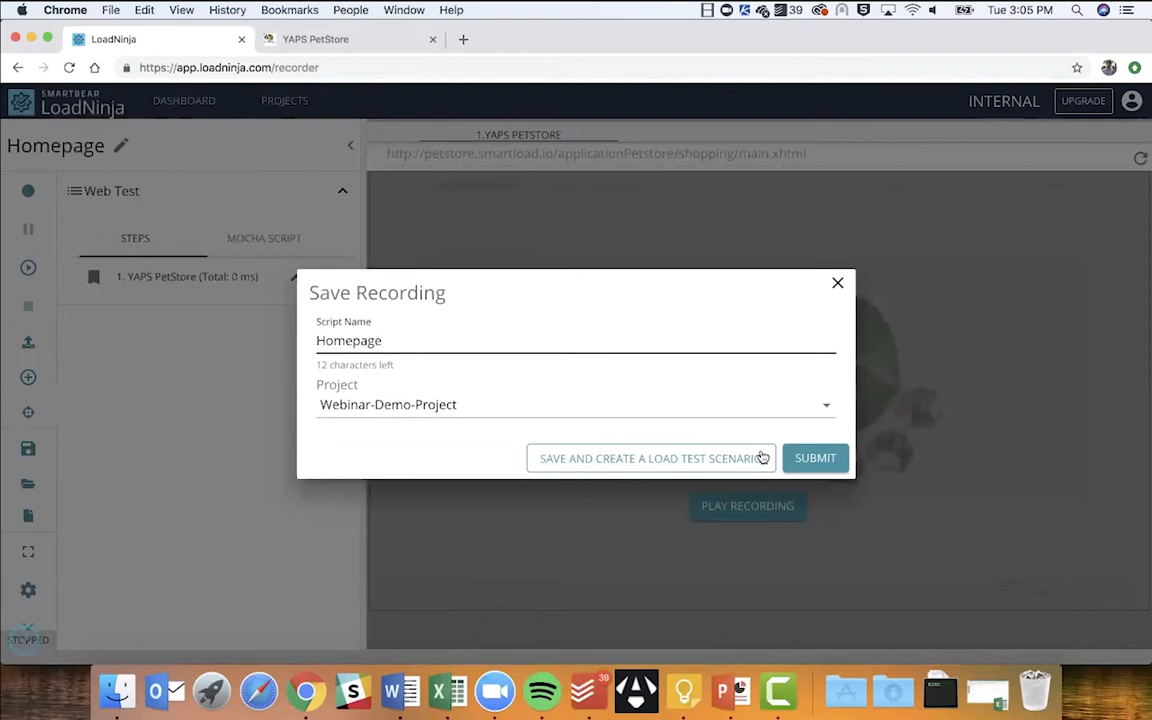 Chrome File Edit View History Bookmarks People Window Help 39 Tue 3:05 PM
LoadNinja YAPS PetStore
https://app.loadninja.com/recorder
SMARTBEAR
LoadNinja DASHBOARD PROJECTS INTERNAL UPGRADE
Homepage
1.YAPS PETSTORE
http://petstore.smartload.io/applicationPetstore/shopping/main.xhtml
Web Test
STEPS MOCHA SCRIPT
1. YAPS PetStore (Total: 0 ms)
Save Recording
Script Name
Homepage
12 characters left
Project
Webinar-Demo-Project
SAVE AND CREATE A LOAD TEST SCENARIO SUBMIT
PLAY RECORDING
STOPPED
39